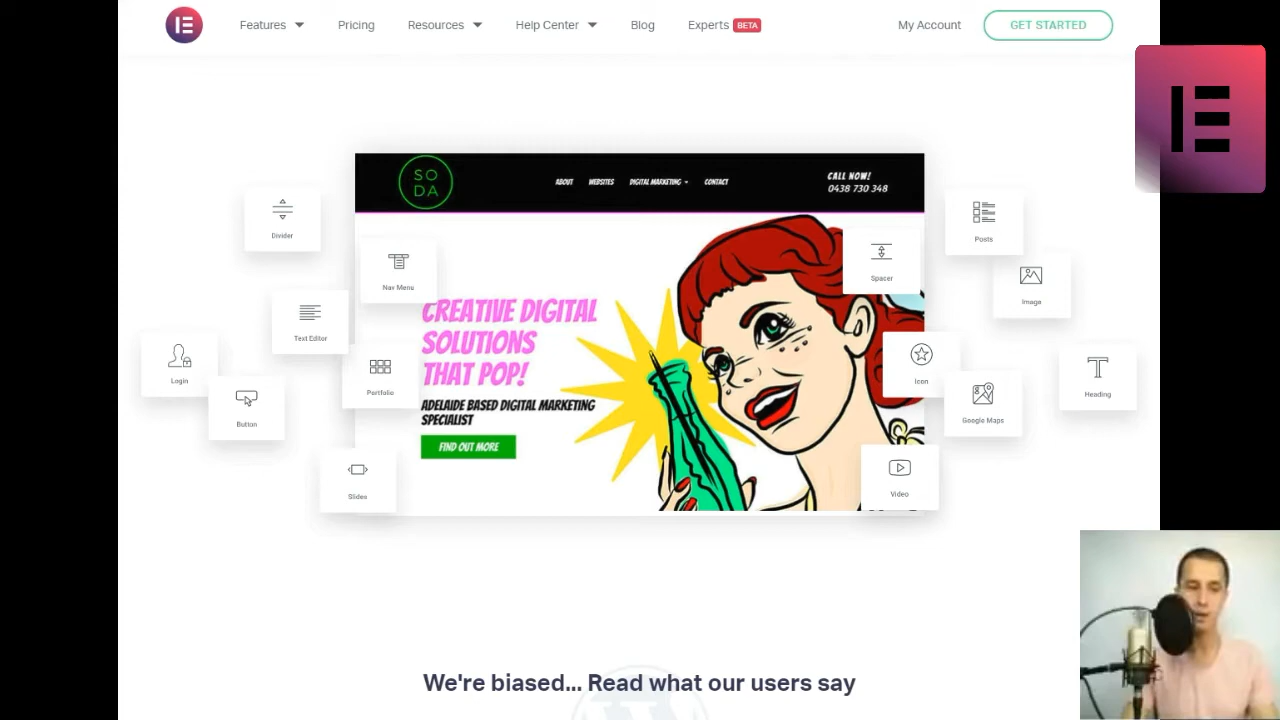 Features
Pricing
Resources
Help Center
Blog
Experts BETA
My Account
GET STARTED
SO
DA
ABOUT
WEBSITES
DIGITAL MARKETING
CONTACT
CALL NOW!
0438 730 348
Divider
Nav Menu
Posts
Spacer
Image
CREATIVE DIGITAL
SOLUTIONS
THAT POP!
Text Editor
Login
Portfolio
Icon
Heading
ADELAIDE BASED DIGITAL MARKETING
SPECIALIST
Button
Google Maps
FIND OUT MORE
Slides
Video
We're biased... Read what our users say